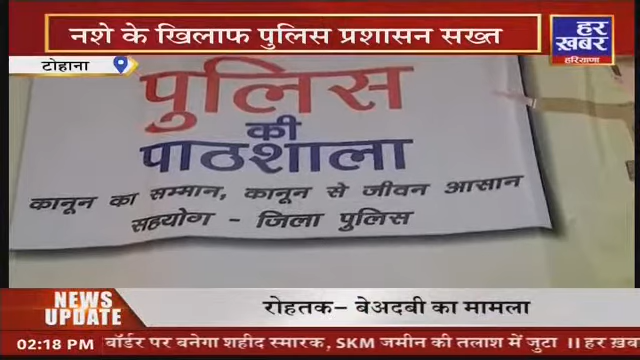 नशे के खिलाफ पुलिस प्रशासन सख्त
हर
ख़बर
हरियाणा
टोहाना
पुलिस
की
पाठशाला
कानून का सम्मान, कानून से जीवन आसान
सहयोग - जिला पुलिस
NEWS
UPDATE
रोहतक– बेअदबी का मामला
02:18 PM
बॉर्डर पर बनेगा शहीद स्मारक, SKM जमीन की तलाश में जुटा ॥ हर ख़ब